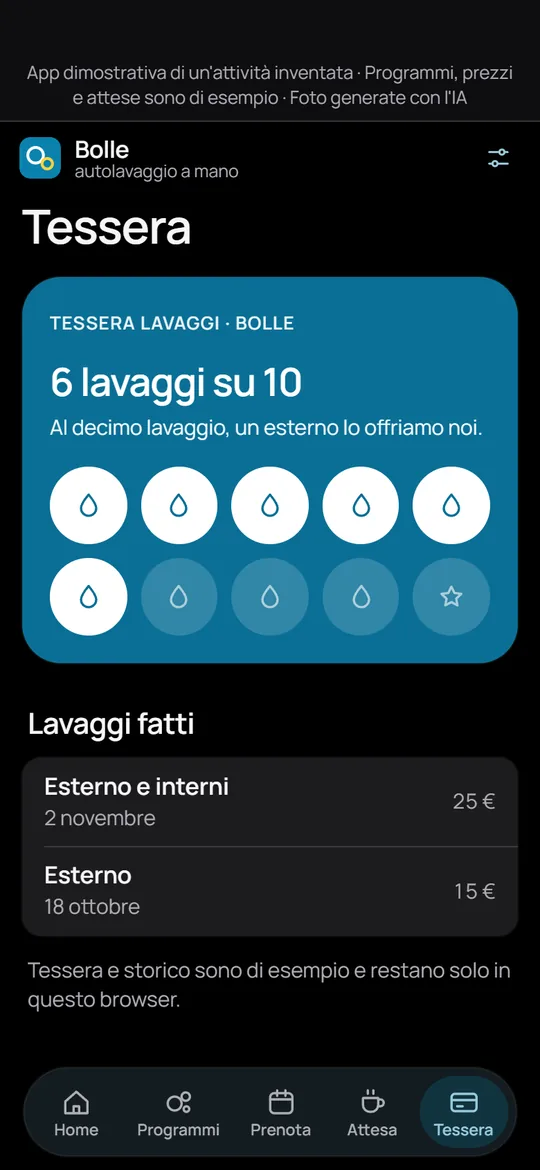 App dimostrativa di un'attività inventata · Programmi, prezzi
e attese sono di esempio · Foto generate con l'IA
Bolle
autolavaggio a mano
Tessera
TESSERA LAVAGGI · BOLLE
6 lavaggi su 10
Al decimo lavaggio, un esterno lo offriamo noi.
Lavaggi fatti
Esterno e interni
2 novembre
25 €
Esterno
18 ottobre
15 €
Tessera e storico sono di esempio e restano solo in
questo browser.
Home
Programmi
Prenota
Attesa
Tessera